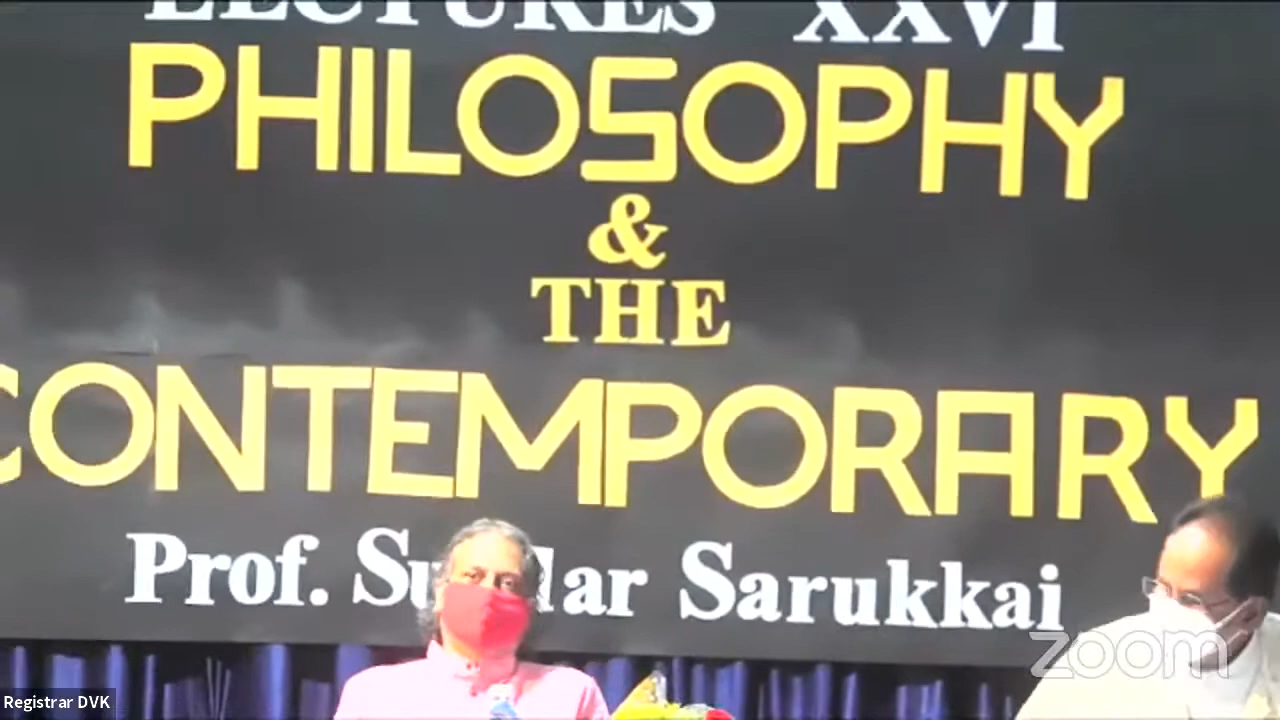 LECTURES XXVI
PHILOSOPHY
&
THE
CONTEMPORARY
Prof. Sarukkai
zoom
Registrar DVK